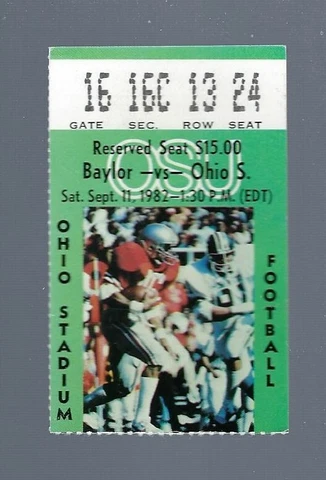 16 16C 13 24
GATE SEC. ROW SEAT
OSU
Reserved Seat $15.00
Baylor —vs— Ohio S.
Sat. Sept. 11, 1982—1:30 P.M. (EDT)
OHIO STADIUM
FOOTBALL